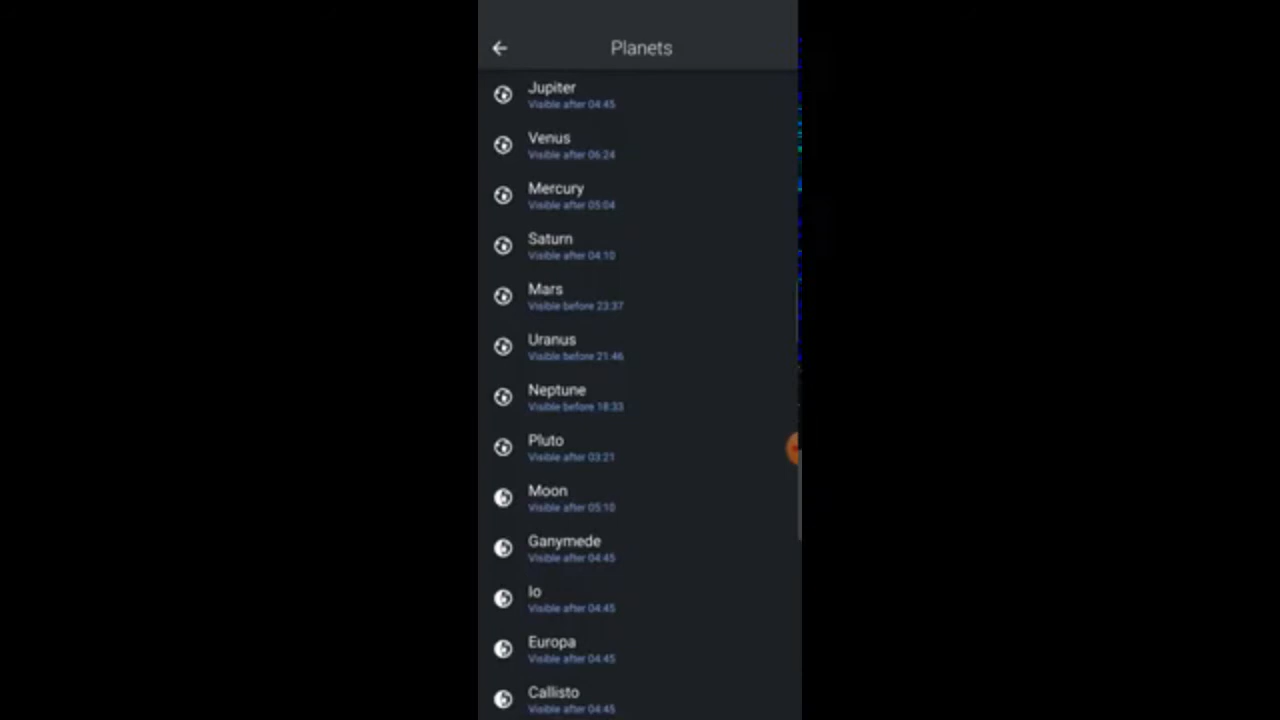 Planets
Jupiter
Visible after 04:45
Venus
Visible after 06:24
Mercury
Visible after 05:04
Saturn
Visible after 04:10
Mars
Visible before 23:37
Uranus
Visible before 21:46
Neptune
Visible before 18:33
Pluto
Visible after 03:21
Moon
Visible after 05:10
Ganymede
Visible after 04:45
Io
Visible after 04:45
Europa
Visible after 04:45
Callisto
Visible after 04:45